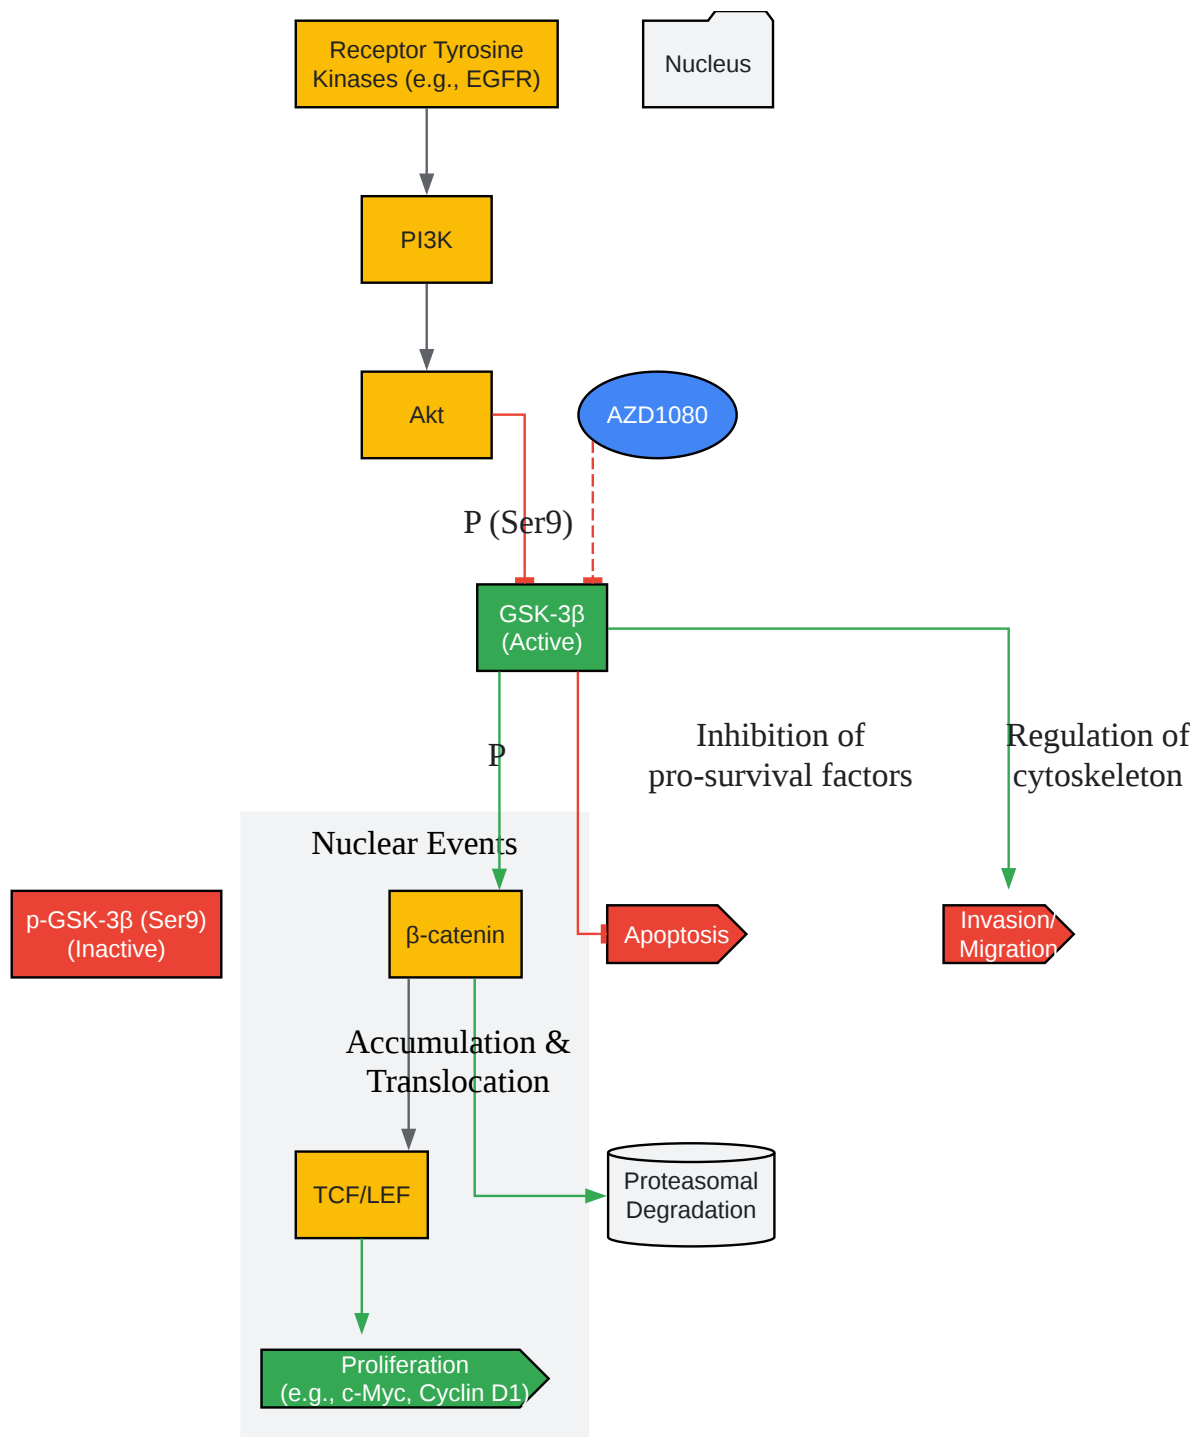 Receptor Tyrosine
Kinases (e.g., EGFR)
Nucleus
PI3K
Akt
AZD1080
P (Ser9)
GSK-3β
(Active)
P
Inhibition of
pro-survival factors
Regulation of
cytoskeleton
Nuclear Events
p-GSK-3β (Ser9)
(Inactive)
β-catenin
Apoptosis
Invasion/
Migration
Accumulation &
Translocation
TCF/LEF
Proteasomal
Degradation
Proliferation
(e.g., c-Myc, Cyclin D1)